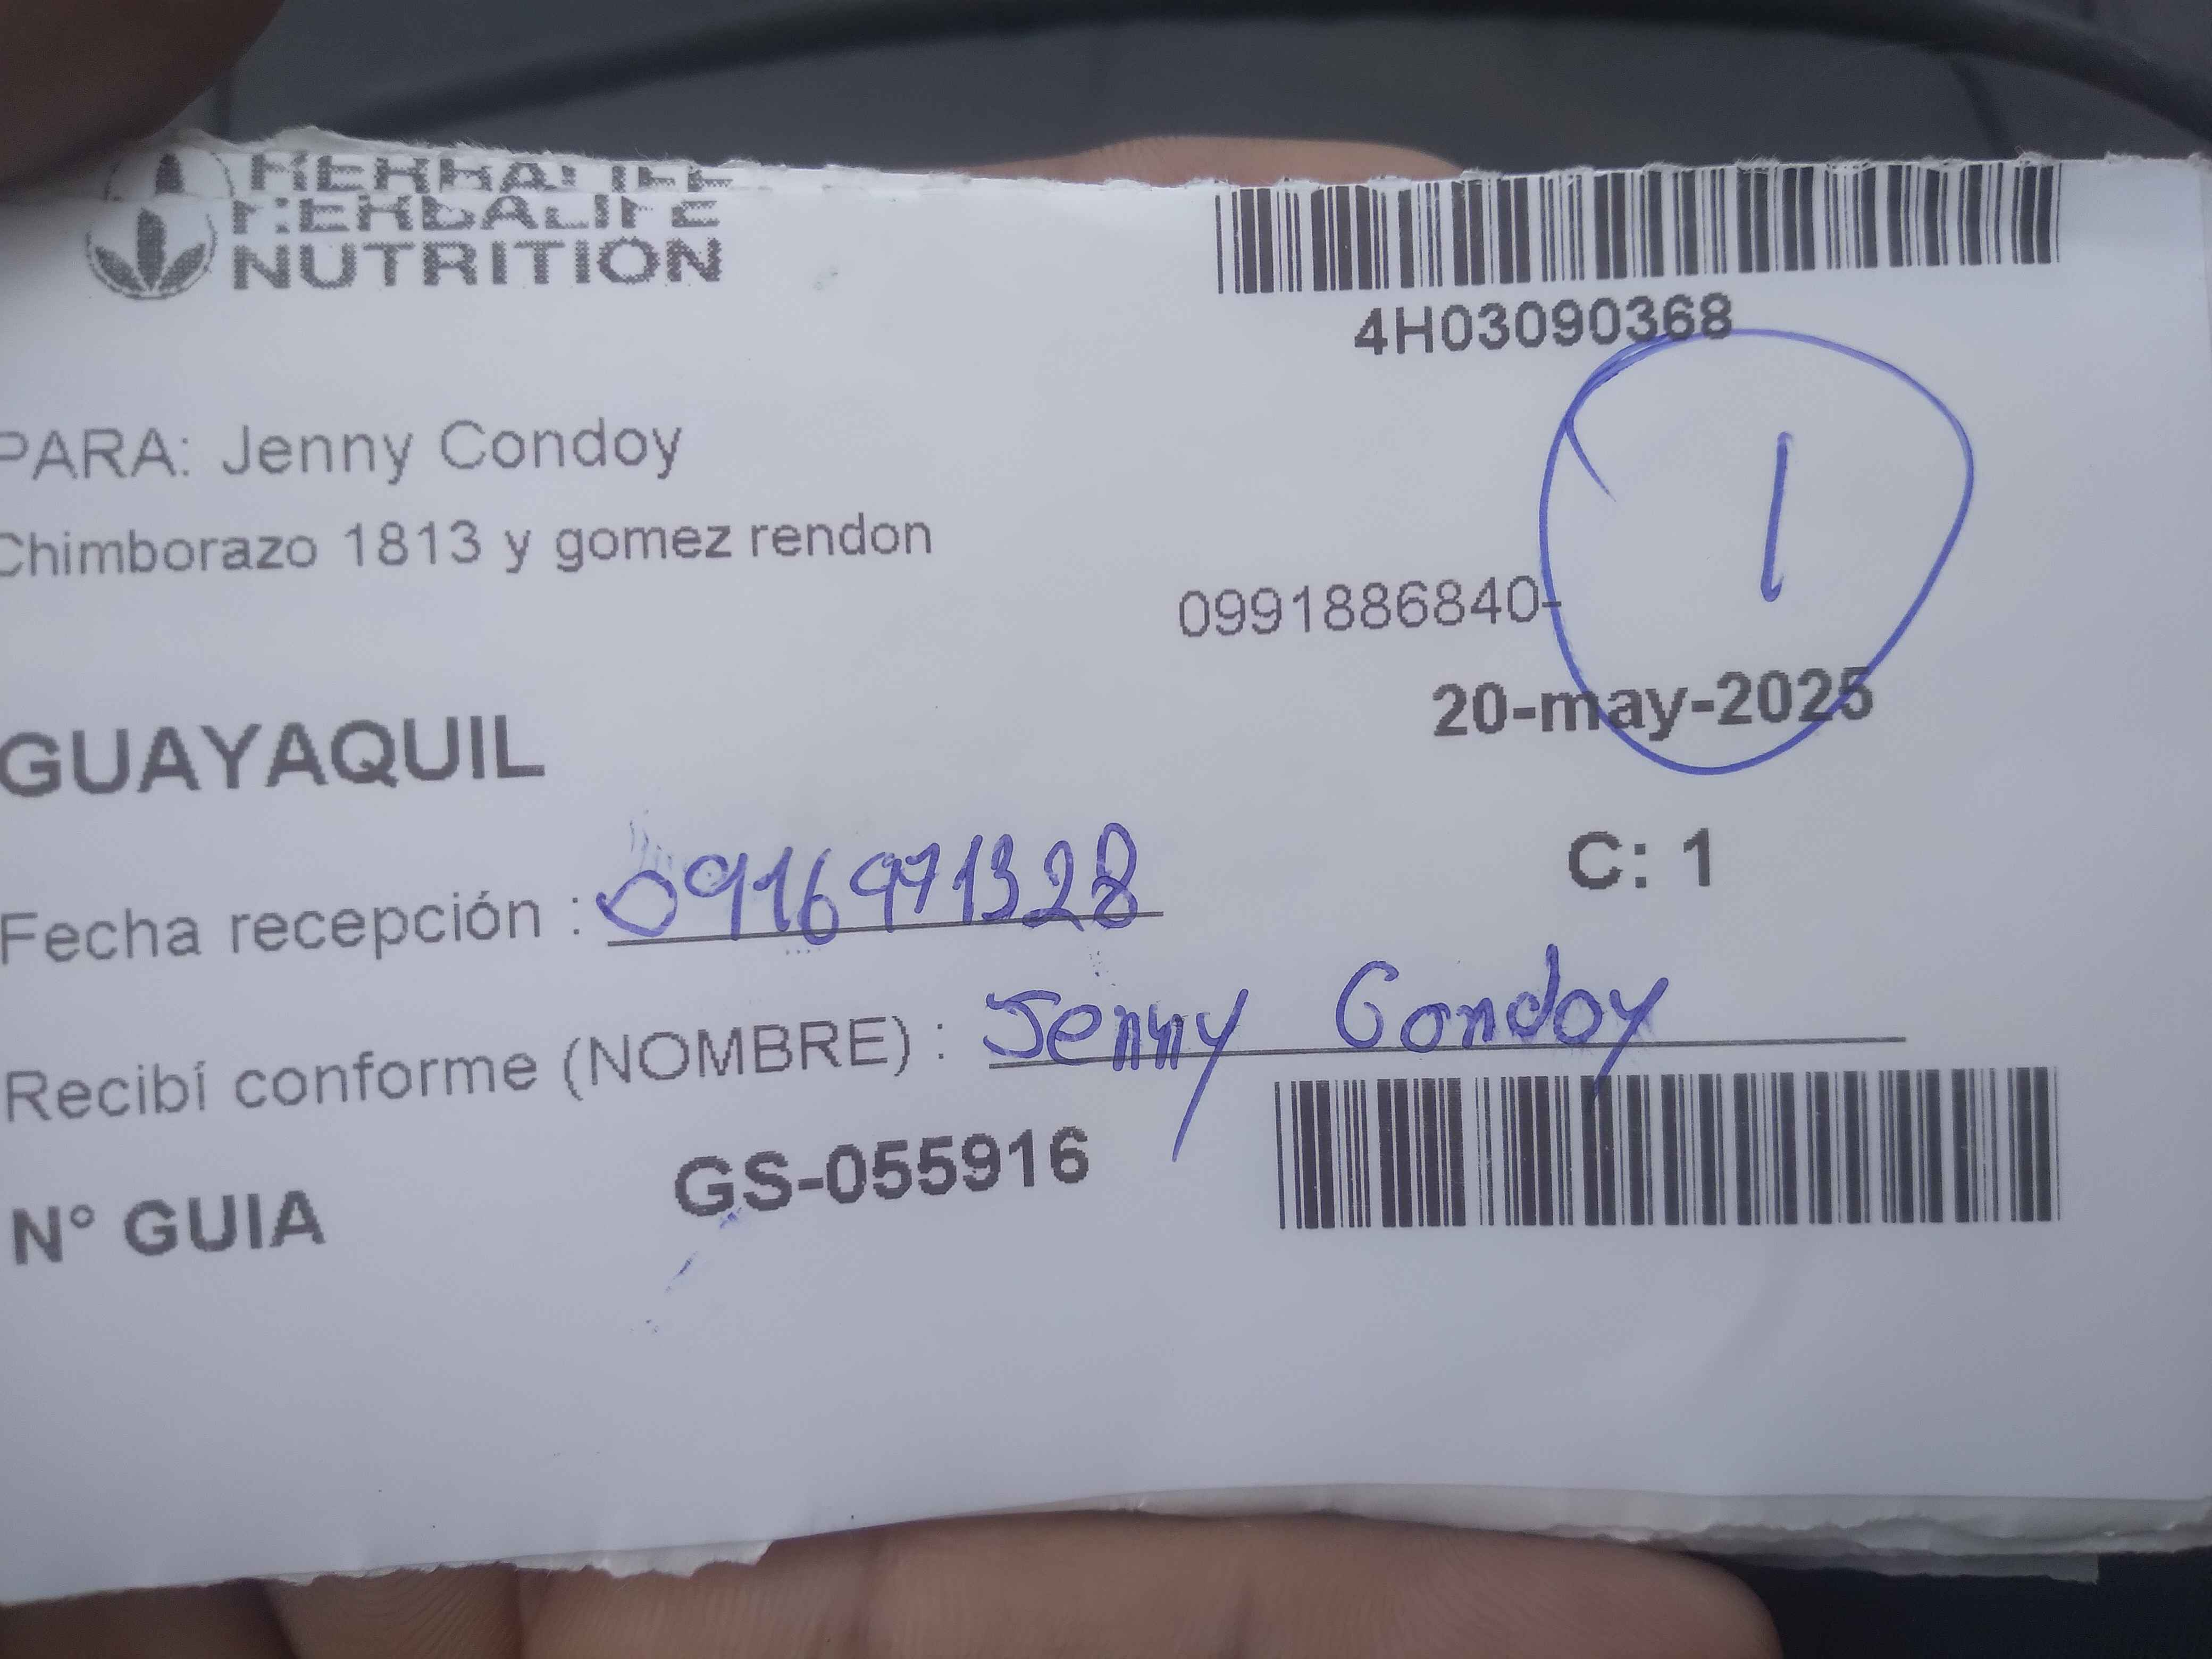 HERBALIFE
HERBALIFE
NUTRITION
4H03090368
PARA: Jenny Condoy
Chimborazo 1813 y gomez rendon
1
0991886840-
20-may-2025
GUAYAQUIL
C: 1
Fecha recepción : 0916971328
Recibí conforme (NOMBRE) : Jenny Condoy
N° GUIA GS-055916